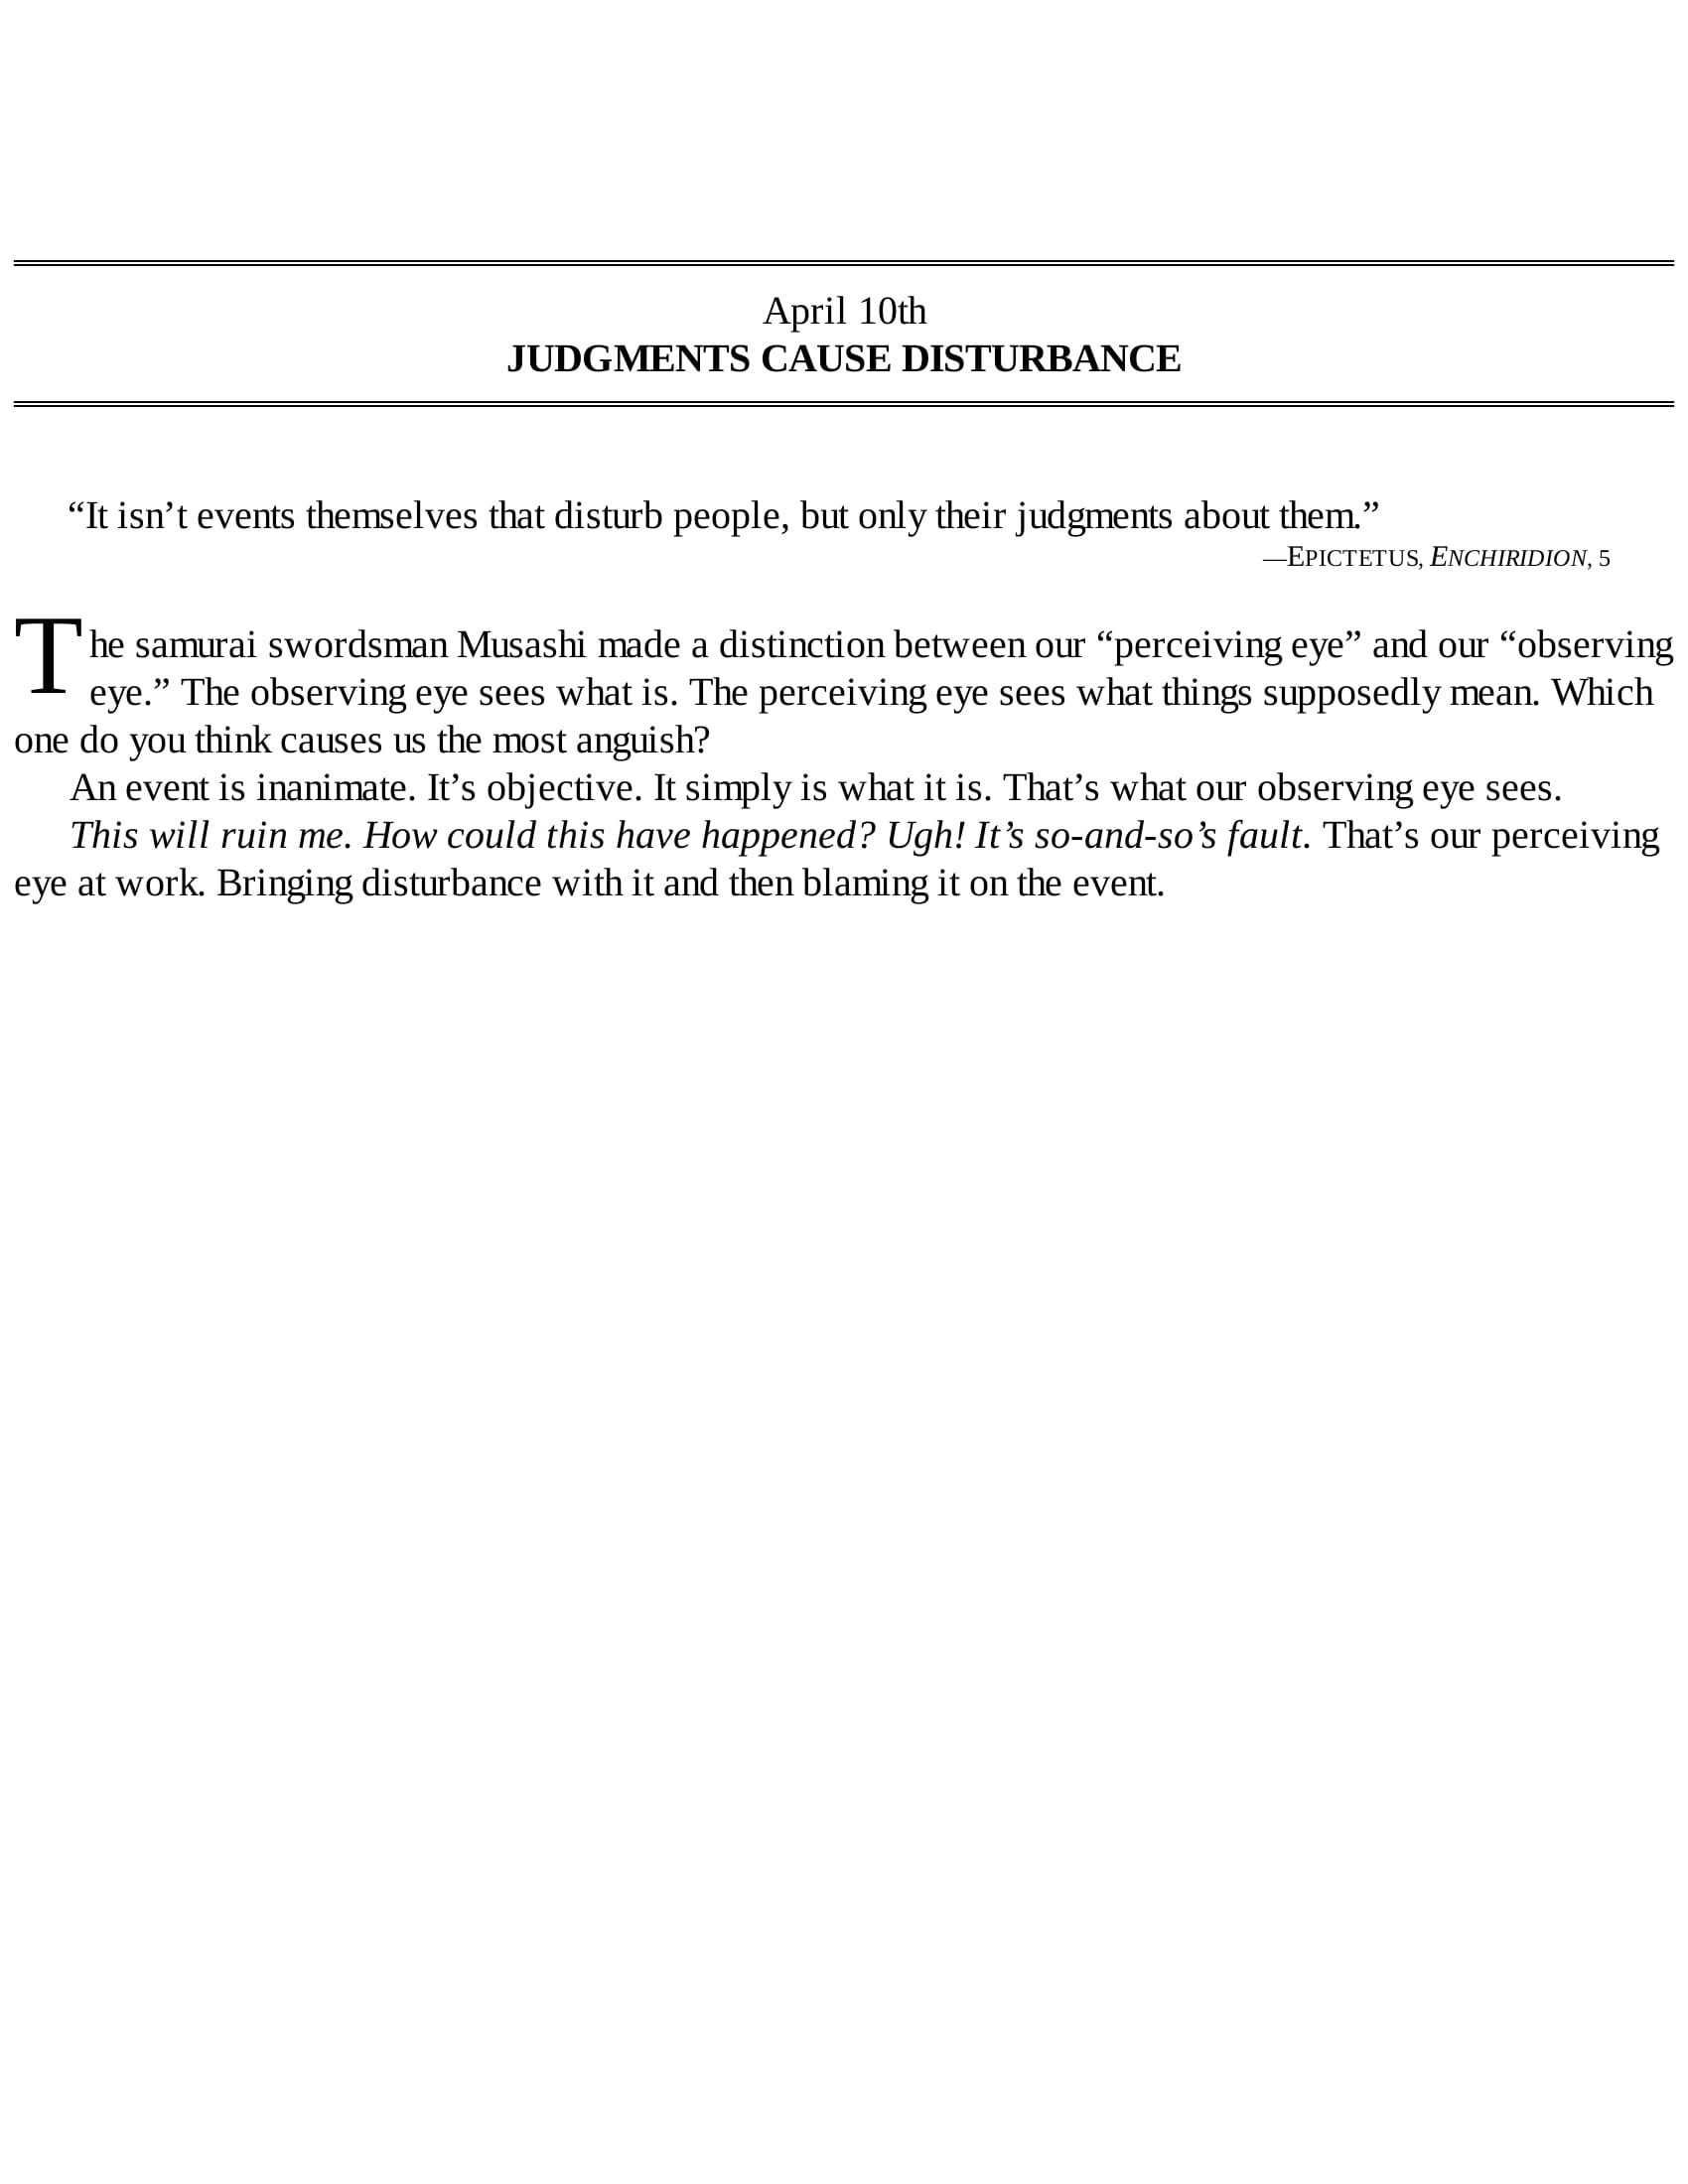 April 10th
JUDGMENTS CAUSE DISTURBANCE
“It isn’t events themselves that disturb people, but only their judgments about them.”
—EPICTETUS, ENCHIRIDION, 5
The samurai swordsman Musashi made a distinction between our “perceiving eye” and our “observing
eye.” The observing eye sees what is. The perceiving eye sees what things supposedly mean. Which
one do you think causes us the most anguish?
An event is inanimate. It’s objective. It simply is what it is. That’s what our observing eye sees.
This will ruin me. How could this have happened? Ugh! It’s so-and-so’s fault. That’s our perceiving
eye at work. Bringing disturbance with it and then blaming it on the event.